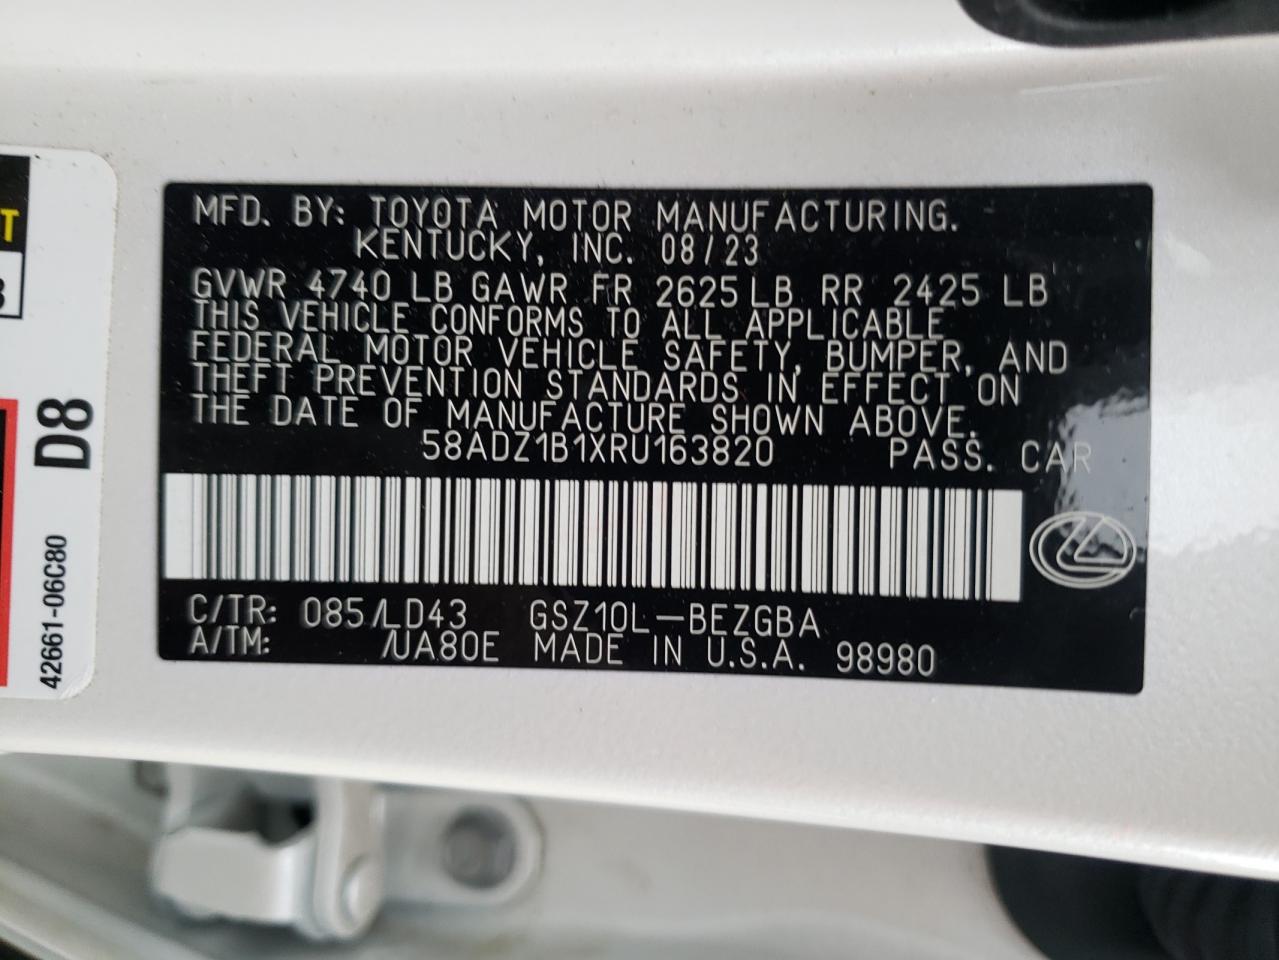 MFD. BY: TOYOTA MOTOR MANUFACTURING.
KENTUCKY, INC. 08/23
GVWR 4740 LB GAWR FR 2625 LB RR 2425 LB
THIS VEHICLE CONFORMS TO ALL APPLICABLE
FEDERAL MOTOR VEHICLE SAFETY, BUMPER, AND
THEFT PREVENTION STANDARDS IN EFFECT ON
THE DATE OF MANUFACTURE SHOWN ABOVE.
58ADZ1B1XRU163820 PASS. CAR
C/TR: 085/LD43 GSZ10L-BEZGBA
A/TM: /UA80E MADE IN U.S.A. 98980
D8
42661-06C80